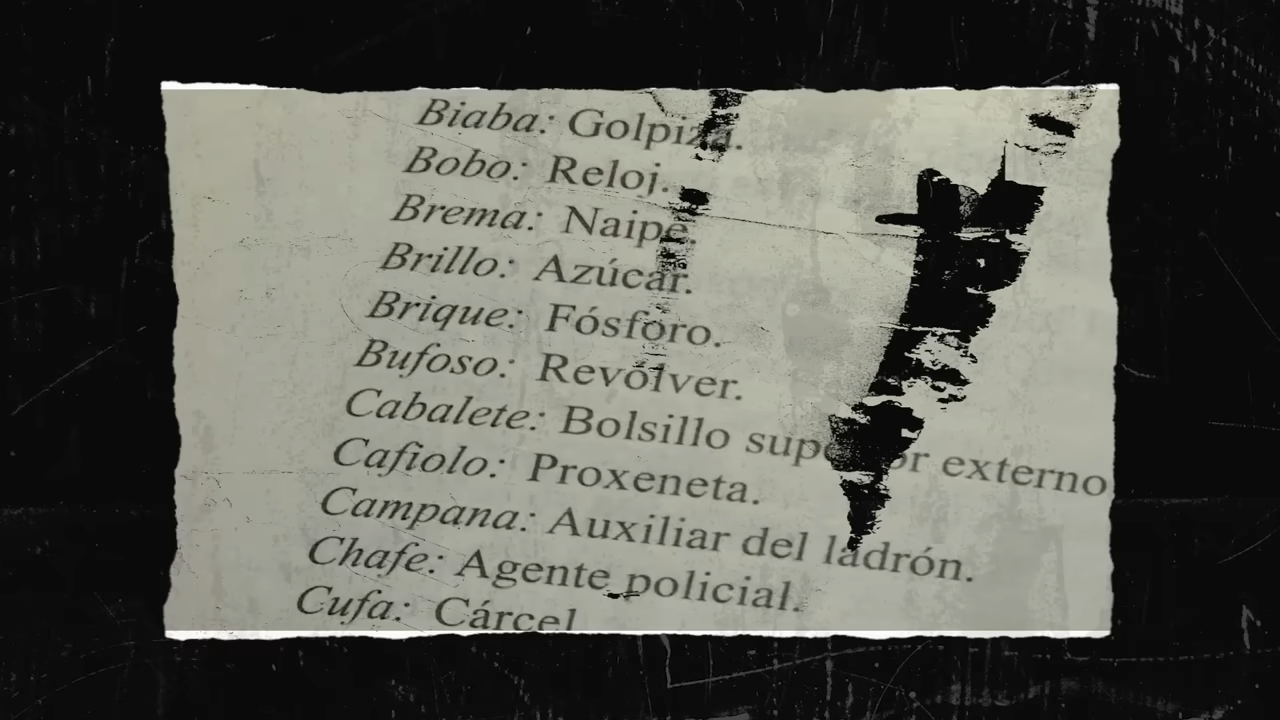 Biaba: Golpiza.
Bobo: Reloj.
Brema: Naipe.
Brillo: Azúcar.
Brique: Fósforo.
Bufoso: Revólver.
Cabalete: Bolsillo superior externo
Cafiolo: Proxeneta.
Campana: Auxiliar del ladrón.
Chafe: Agente policial.
Cufa: Cárcel